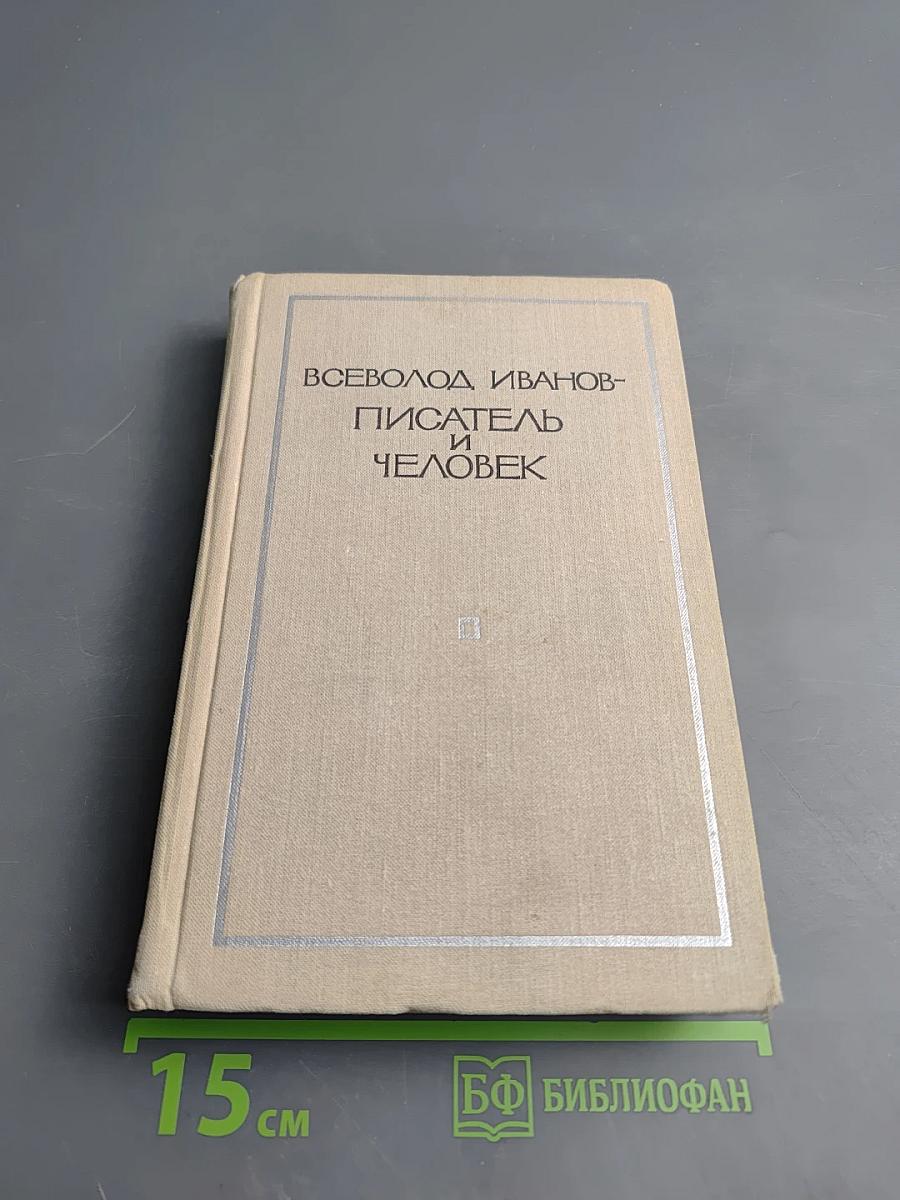 ВСЕВОЛОД ИВАНОВ-
ПИСАТЕЛЬ
И
ЧЕЛОВЕК
15 СМ
БФ БИБЛИОФАН